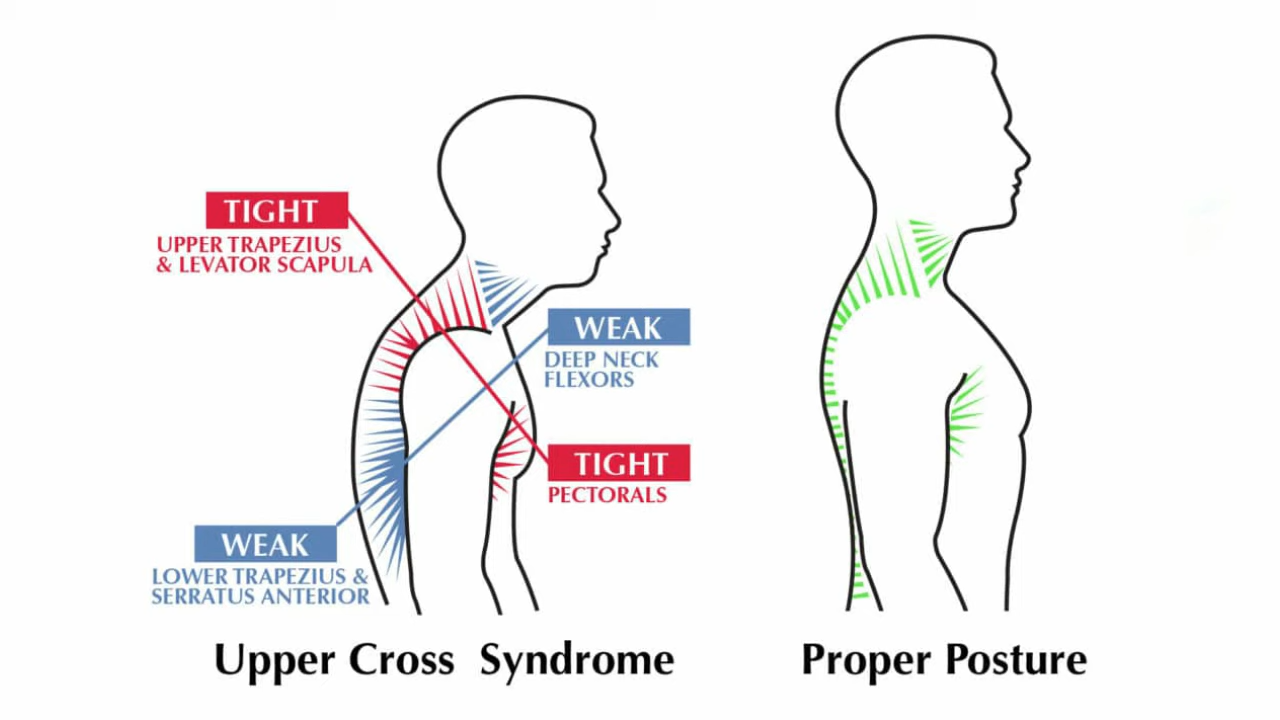 TIGHT
UPPER TRAPEZIUS
& LEVATOR SCAPULA
WEAK
DEEP NECK
FLEXORS
TIGHT
PECTORALS
WEAK
LOWER TRAPEZIUS &
SERRATUS ANTERIOR
Upper Cross Syndrome
Proper Posture